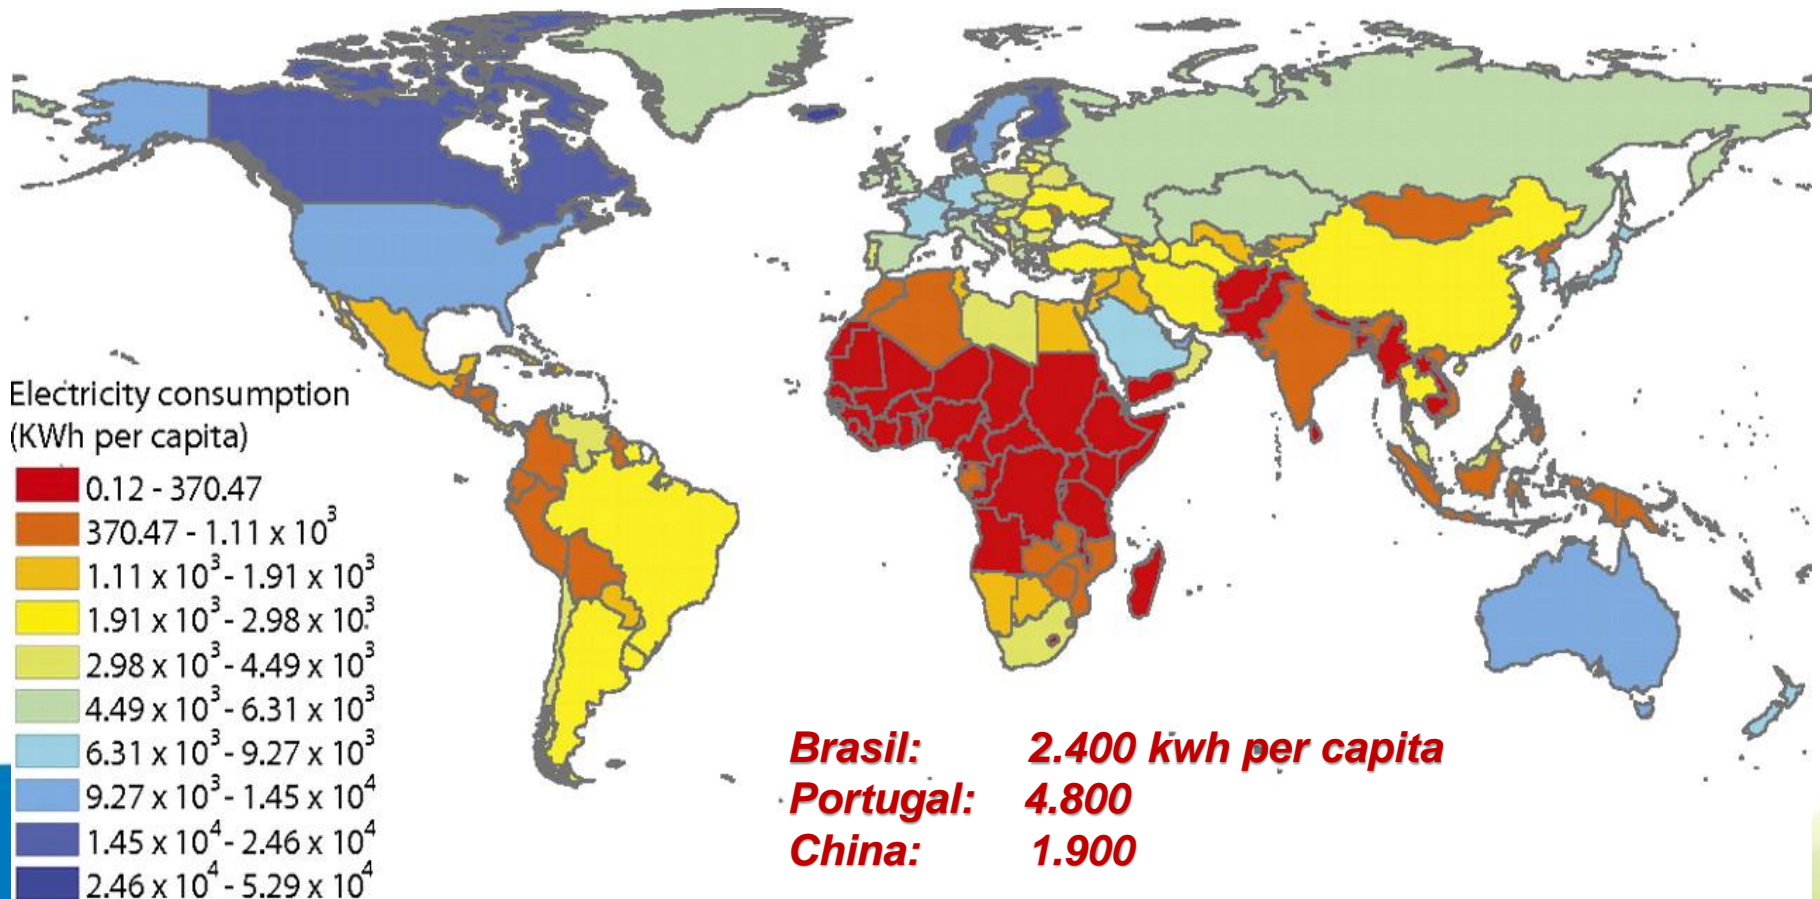 Electricity consumption
(KWh per capita)
0.12 - 370.47
370.47 - 1.11 x 10³
1.11 x 10³ - 1.91 x 10³
1.91 x 10³ - 2.98 x 10³
2.98 x 10³ - 4.49 x 10³
4.49 x 10³ - 6.31 x 10³
6.31 x 10³ - 9.27 x 10³
9.27 x 10³ - 1.45 x 10⁴
1.45 x 10⁴ - 2.46 x 10⁴
2.46 x 10⁴ - 5.29 x 10⁴
Brasil: 2.400 kwh per capita
Portugal: 4.800
China: 1.900